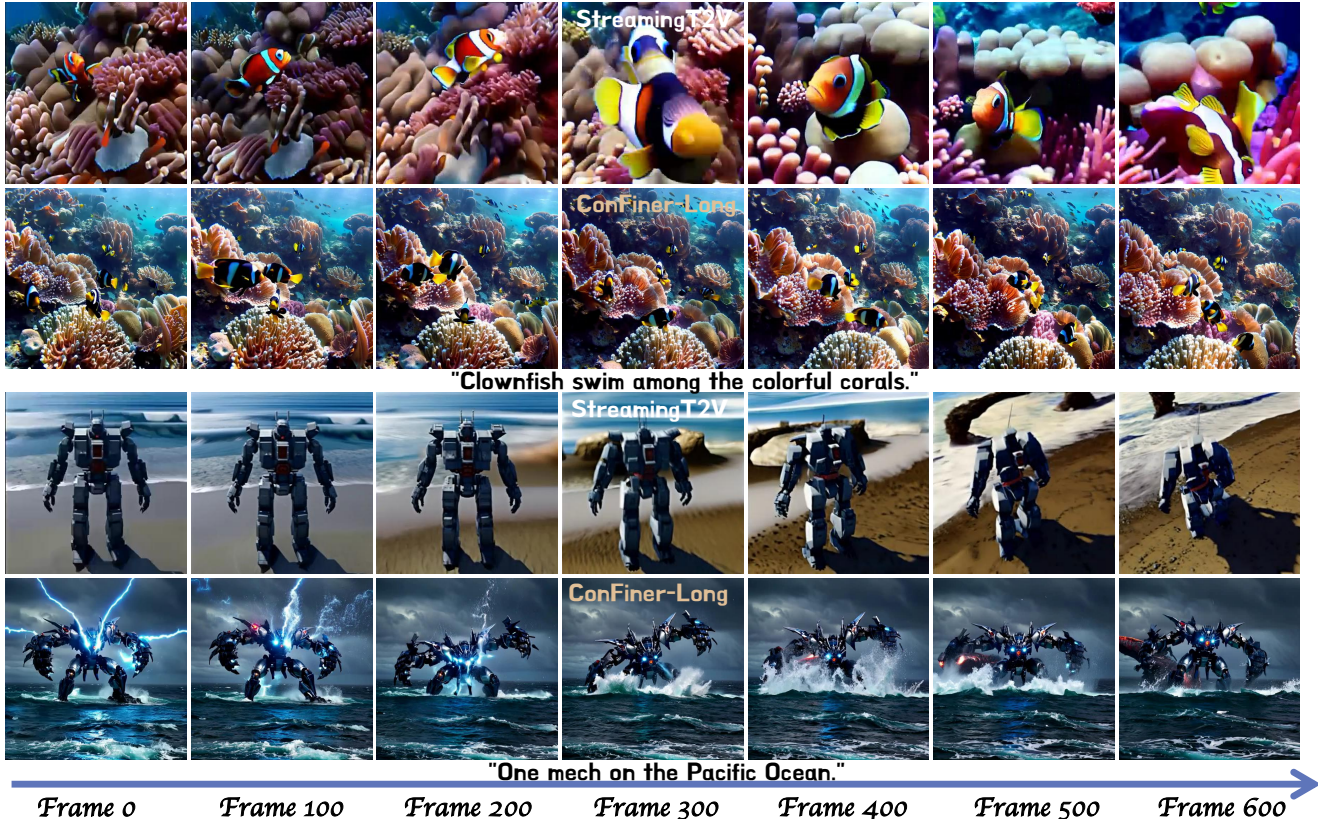 StreamingT2V
ConFiner-Long
"Clownfish swim among the colorful corals."
StreamingT2V
ConFiner-Long
"One mech on the Pacific Ocean."
Frame 0 Frame 100 Frame 200 Frame 300 Frame 400 Frame 500 Frame 600